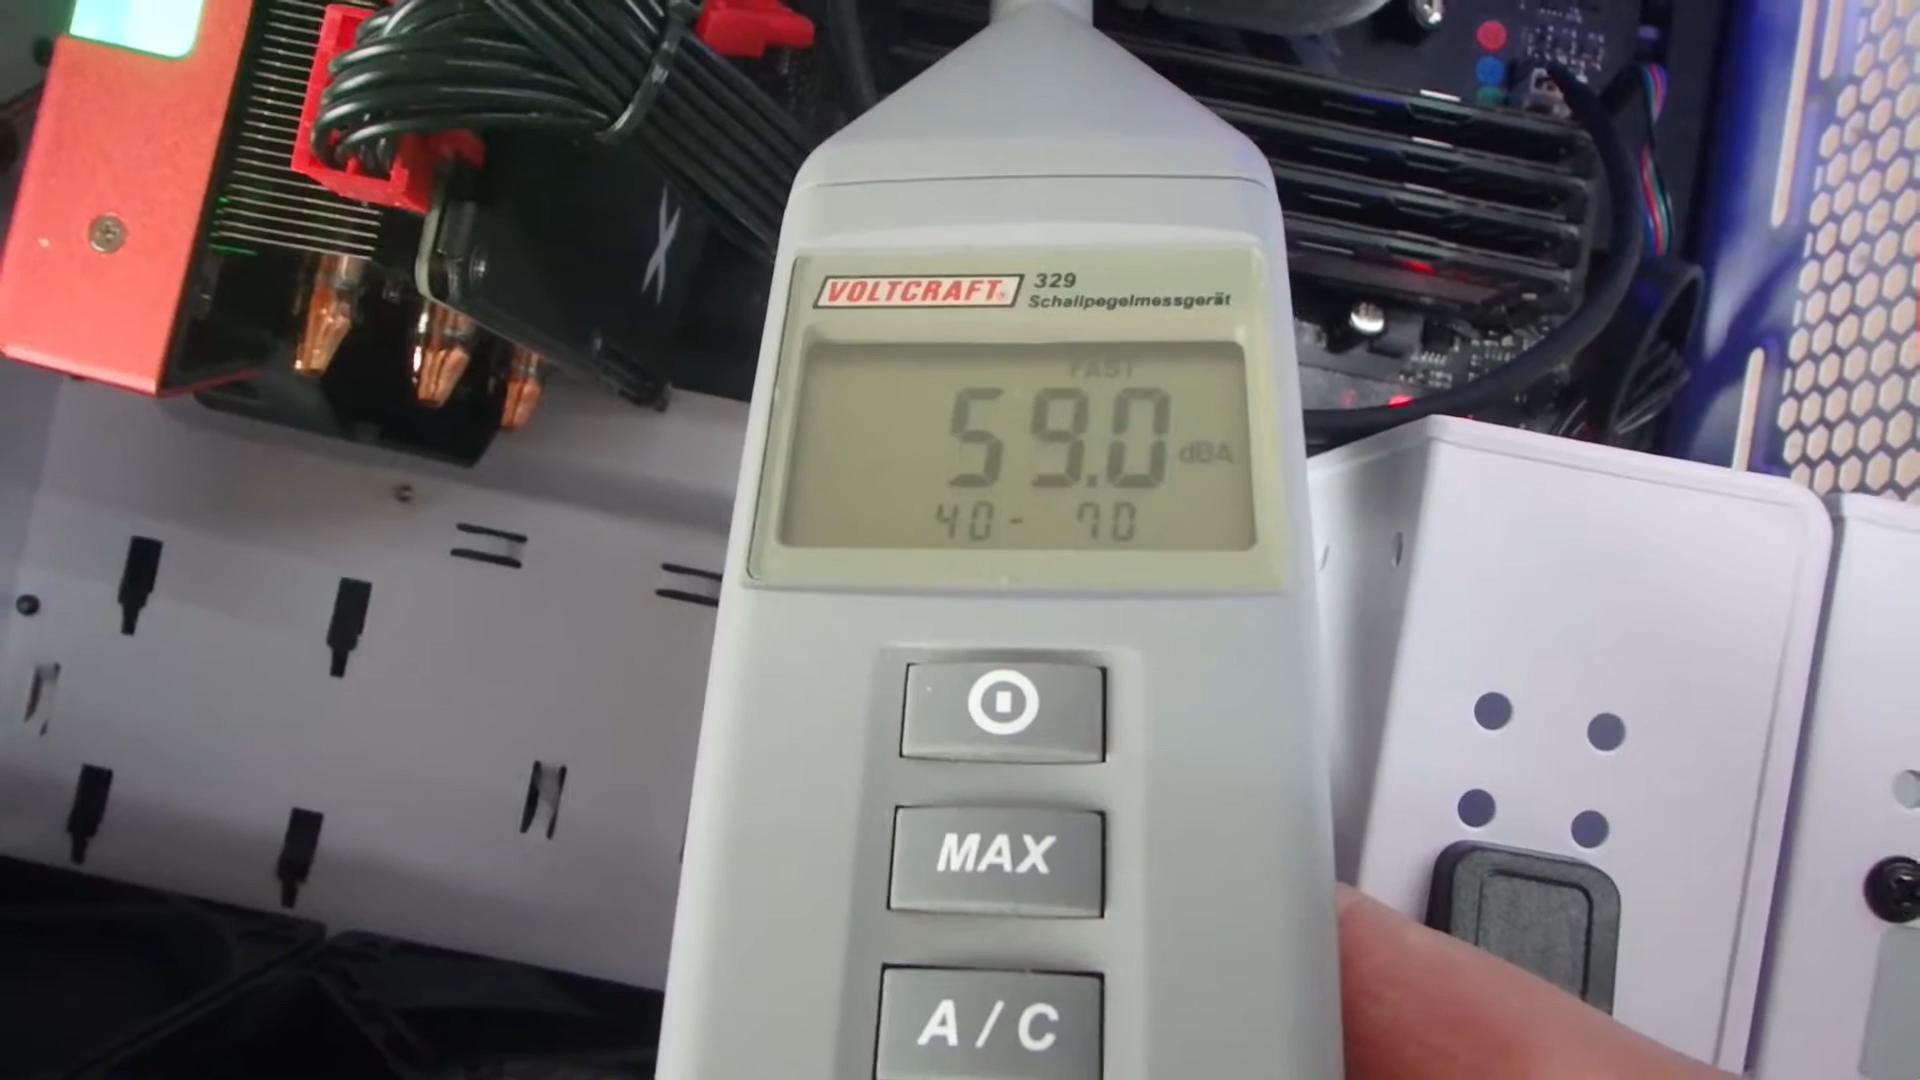 X
VOLTCRAFT® 329
Schallpegelmessgerät
FAST
59.0 dBA
40 - 70
MAX
A/C